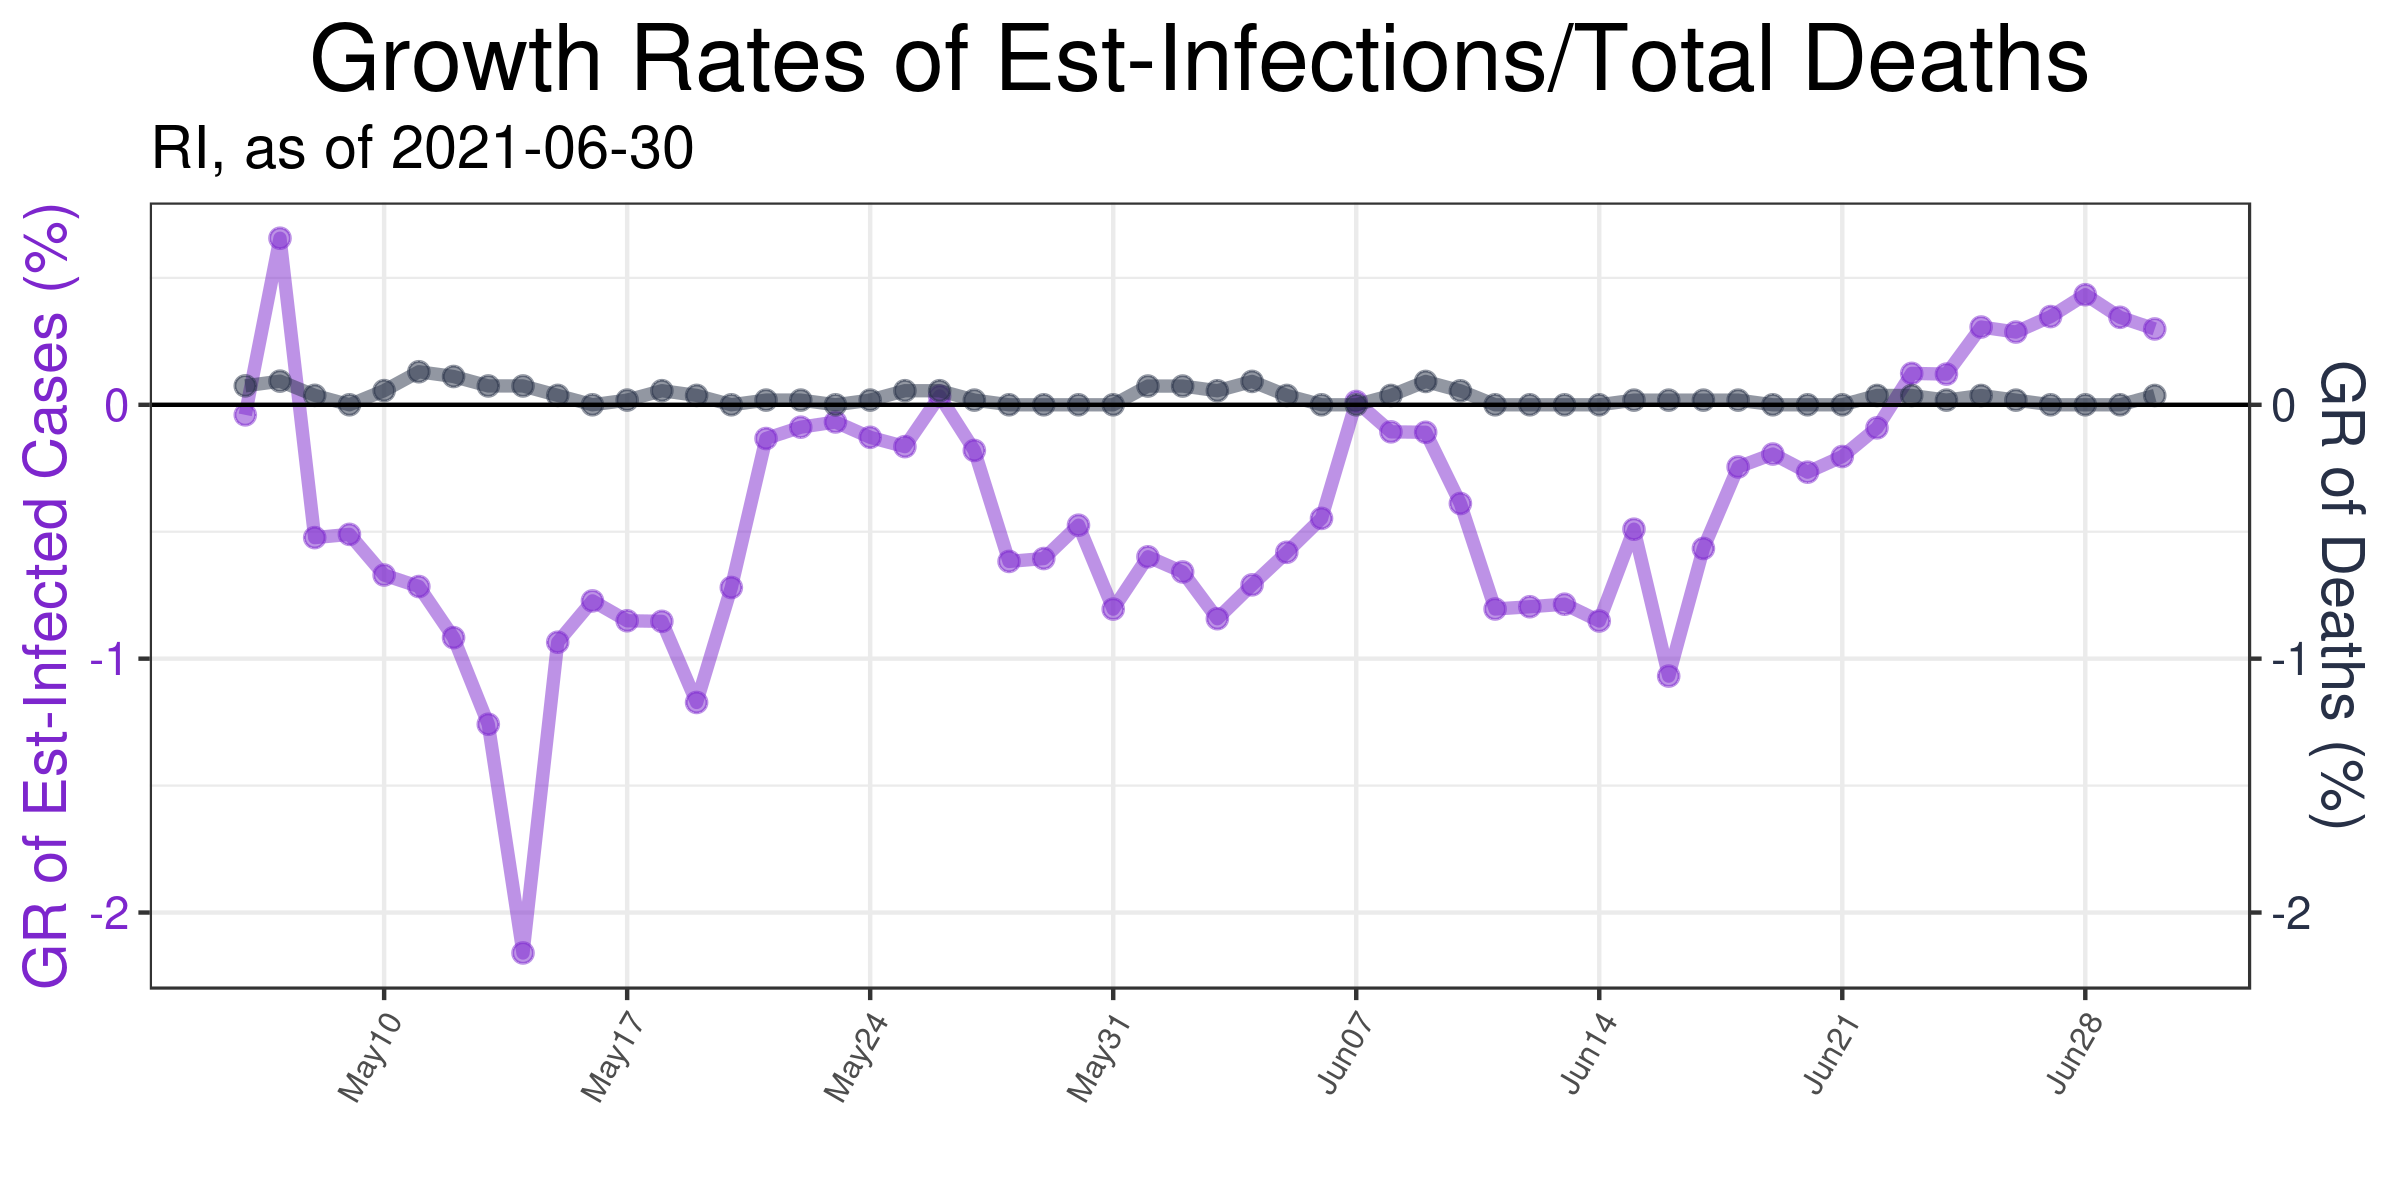 Growth Rates of Est-Infections/Total Deaths
RI, as of 2021-06-30
GR of Est-Infected Cases (%)
0
-1
-2
0
-1
-2
GR of Deaths (%)
May10
May17
May24
May31
Jun07
Jun14
Jun21
Jun28